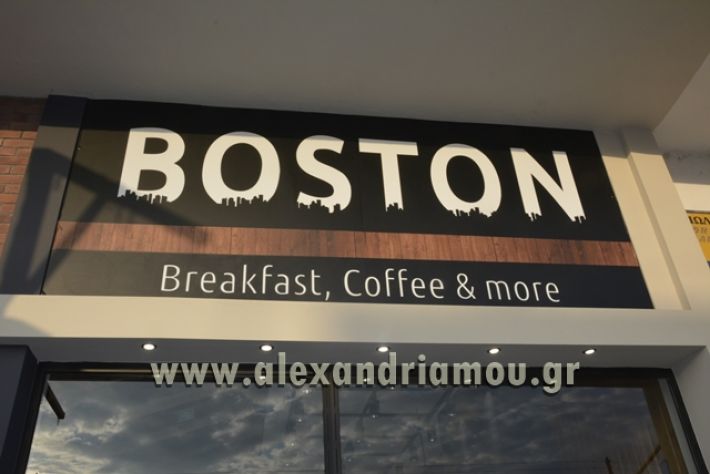 BOSTON
Breakfast, Coffee & more
www.alexandriamou.gr